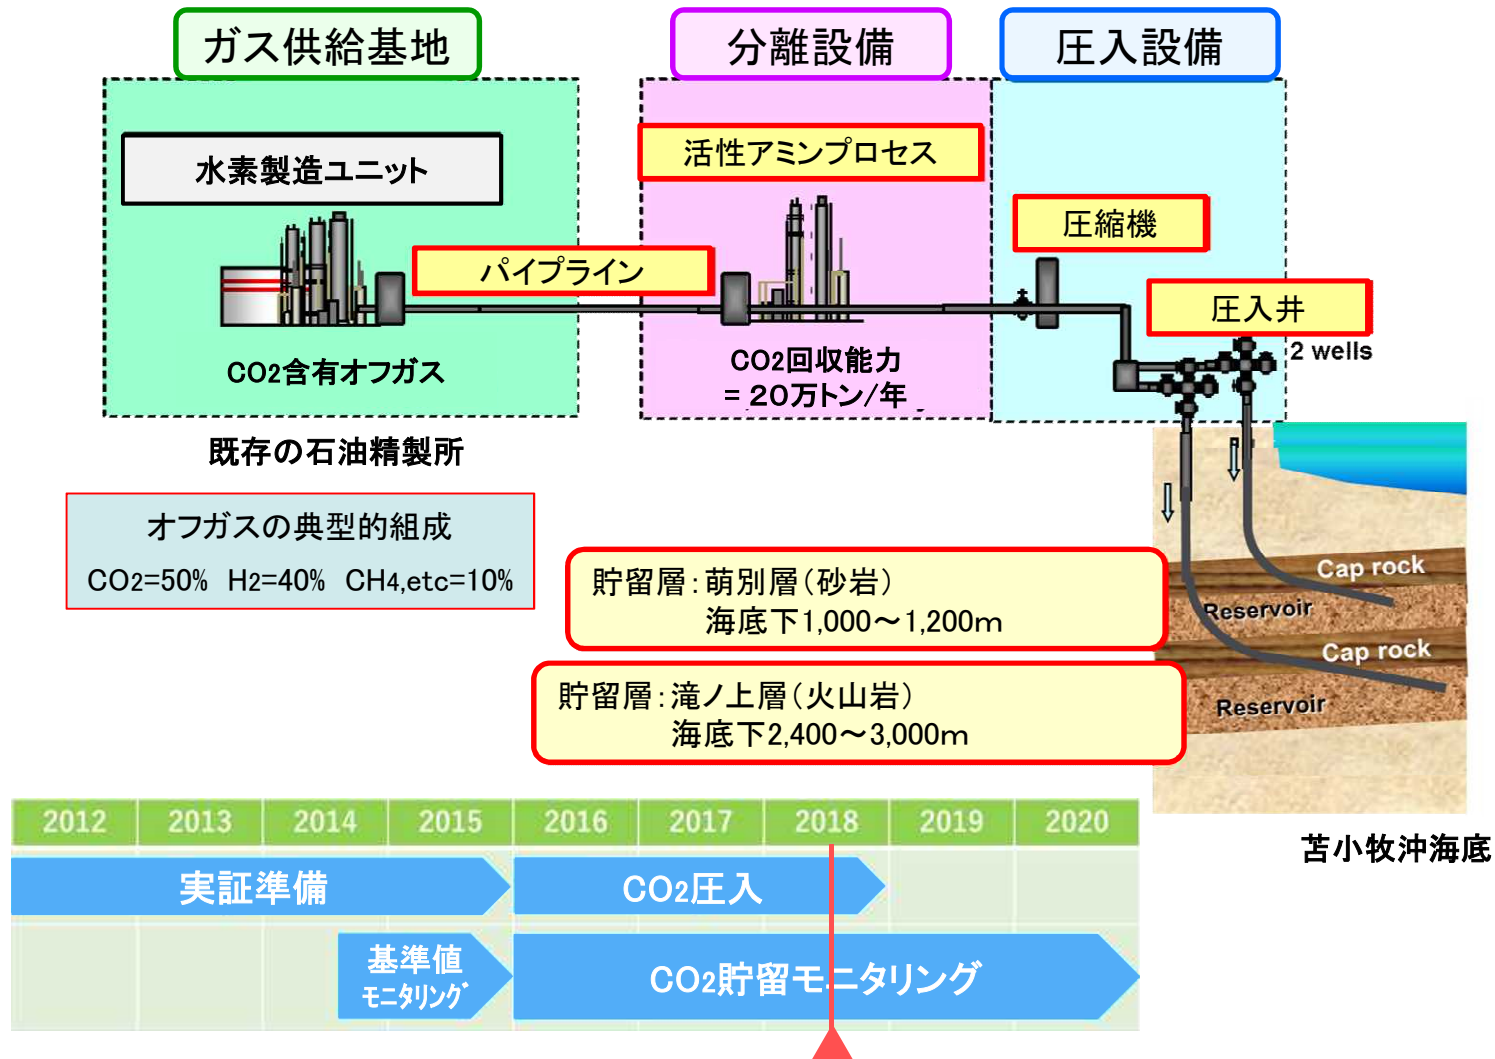 ガス供給基地
分離設備
圧入設備
水素製造ユニット
活性アミンプロセス
圧縮機
パイプライン
圧入井
2 wells
CO2含有オフガス
CO2回収能力
= 20万トン/年
既存の石油精製所
オフガスの典型的組成
CO2=50% H2=40% CH4,etc=10%
貯留層:萌別層(砂岩)
海底下1,000～1,200m
貯留層:滝ノ上層(火山岩)
海底下2,400～3,000m
Cap rock
Reservoir
Cap rock
Reservoir
苫小牧沖海底
2012 2013 2014 2015 2016 2017 2018 2019 2020
実証準備 CO2圧入
基準値
モニタリング
CO2貯留モニタリング